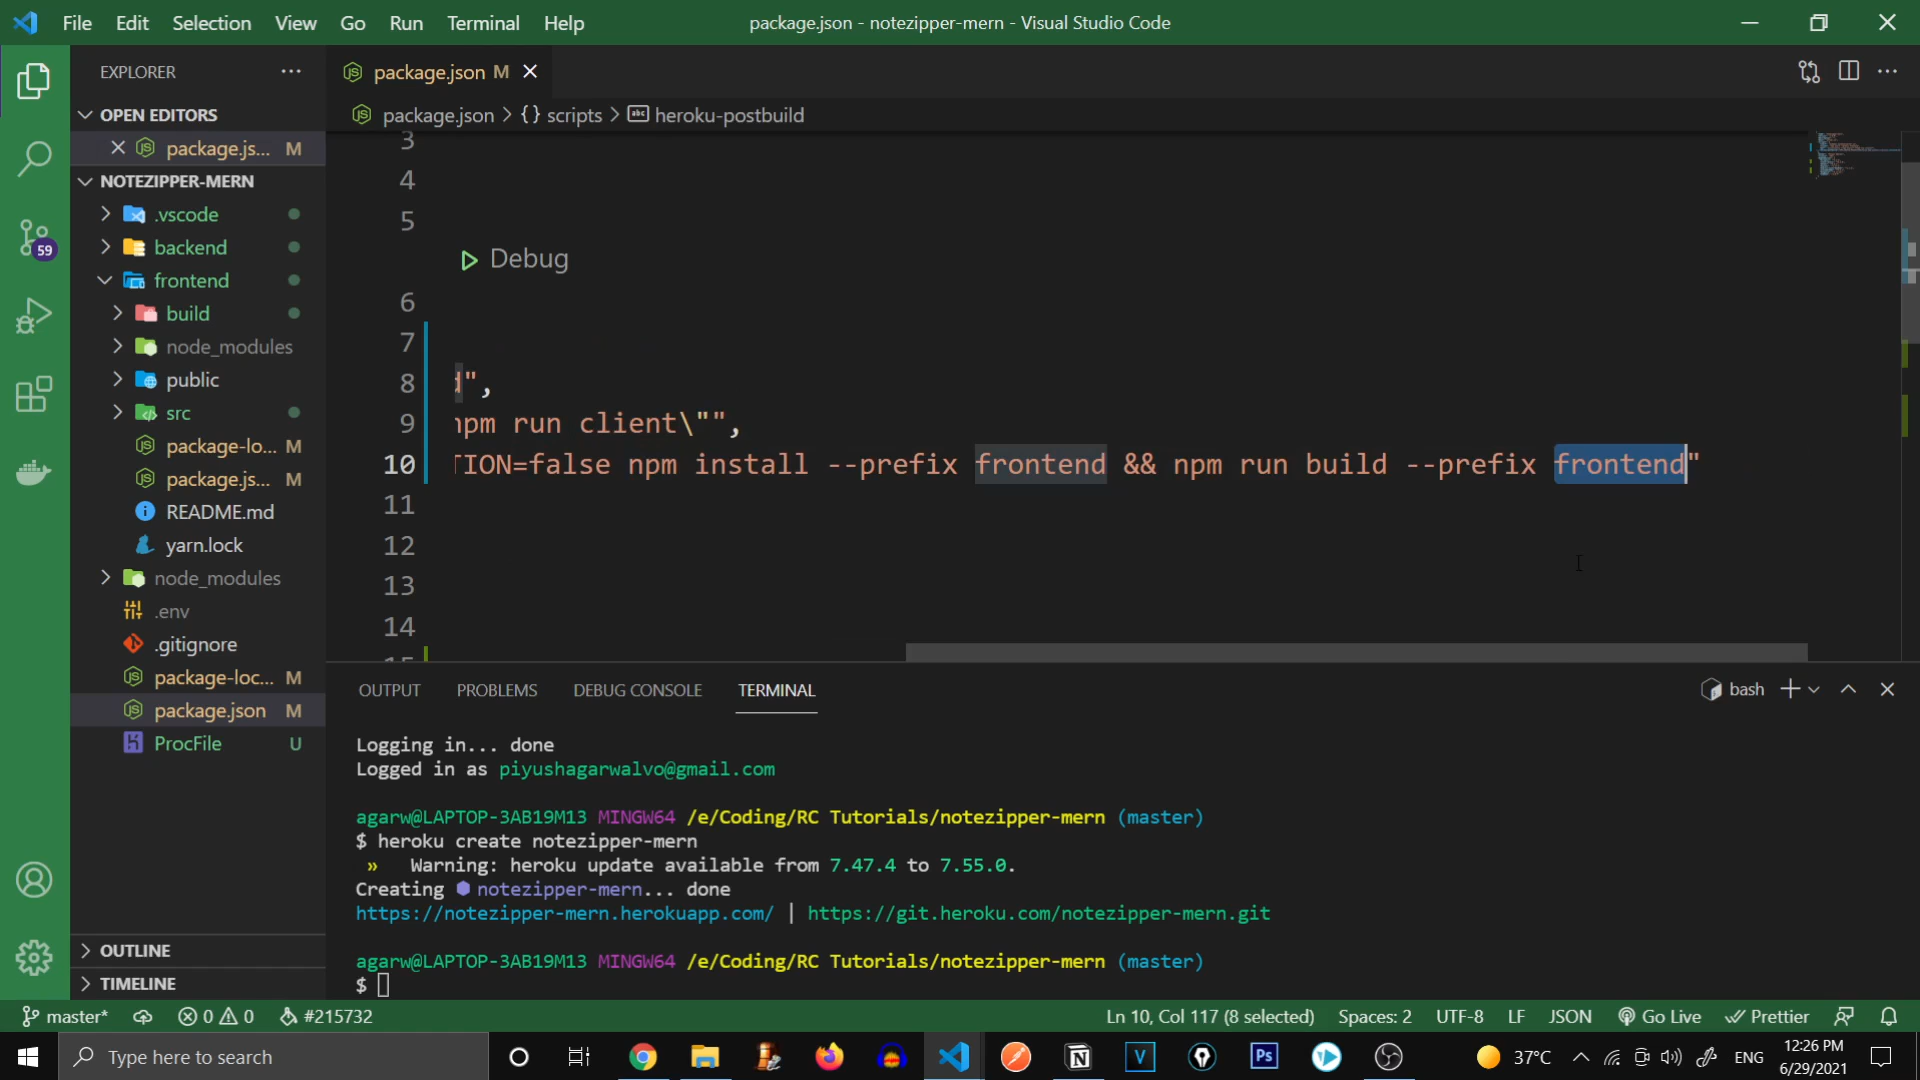 File Edit Selection View Go Run Terminal Help
package.json - notezipper-mern - Visual Studio Code
EXPLORER
OPEN EDITORS
package.js... M
NOTEZIPPER-MERN
.vscode
backend
frontend
build
node_modules
public
src
package-lo... M
package.js... M
README.md
yarn.lock
node_modules
.env
.gitignore
package-loc... M
package.json M
ProcFile U
OUTLINE
TIMELINE
59
package.json M
package.json > {} scripts > abc heroku-postbuild
3
4
5
Debug
6
7
8 d",
9 npm run client\"",
10 TION=false npm install --prefix frontend && npm run build --prefix frontend"
11
12
13
14
15
OUTPUT PROBLEMS DEBUG CONSOLE TERMINAL
bash
Logging in... done
Logged in as piyushagarwalvo@gmail.com
agarw@LAPTOP-3AB19M13 MINGW64 /e/Coding/RC Tutorials/notezipper-mern (master)
$ heroku create notezipper-mern
» Warning: heroku update available from 7.47.4 to 7.55.0.
Creating ⬢ notezipper-mern... done
https://notezipper-mern.herokuapp.com/ | https://git.heroku.com/notezipper-mern.git
agarw@LAPTOP-3AB19M13 MINGW64 /e/Coding/RC Tutorials/notezipper-mern (master)
$
master* 0 0 #215732
Ln 10, Col 117 (8 selected) Spaces: 2 UTF-8 LF JSON Go Live Prettier
Type here to search
37°C ENG
12:26 PM
6/29/2021